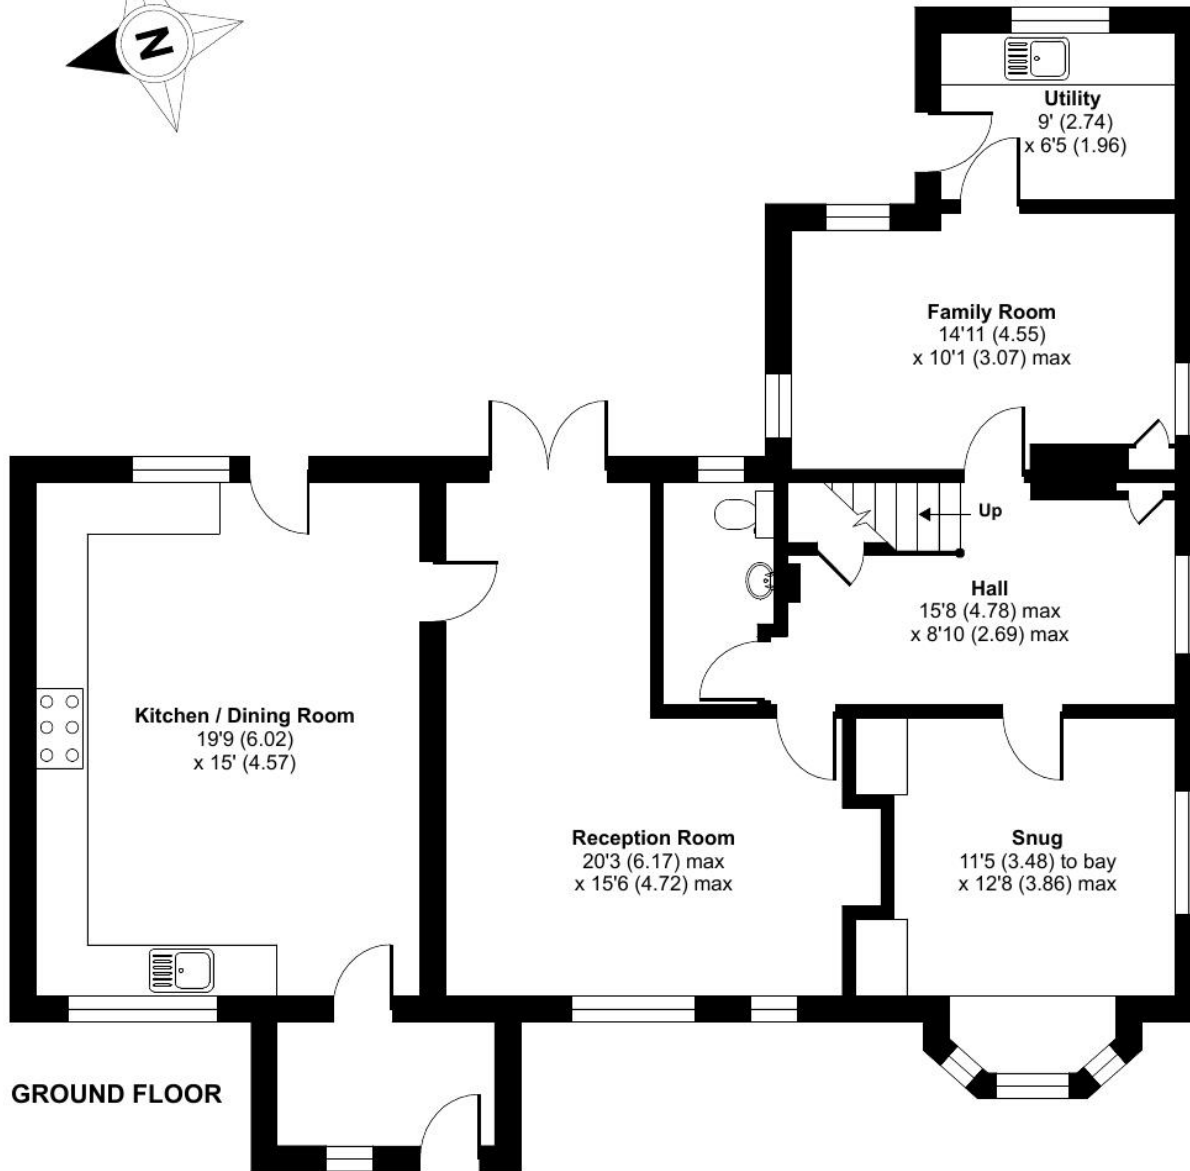 N
Utility
9' (2.74)
x 6'5 (1.96)
Family Room
14'11 (4.55)
x 10'1 (3.07) max
Up
Hall
15'8 (4.78) max
x 8'10 (2.69) max
Kitchen / Dining Room
19'9 (6.02)
x 15' (4.57)
Reception Room
20'3 (6.17) max
x 15'6 (4.72) max
Snug
11'5 (3.48) to bay
x 12'8 (3.86) max
GROUND FLOOR